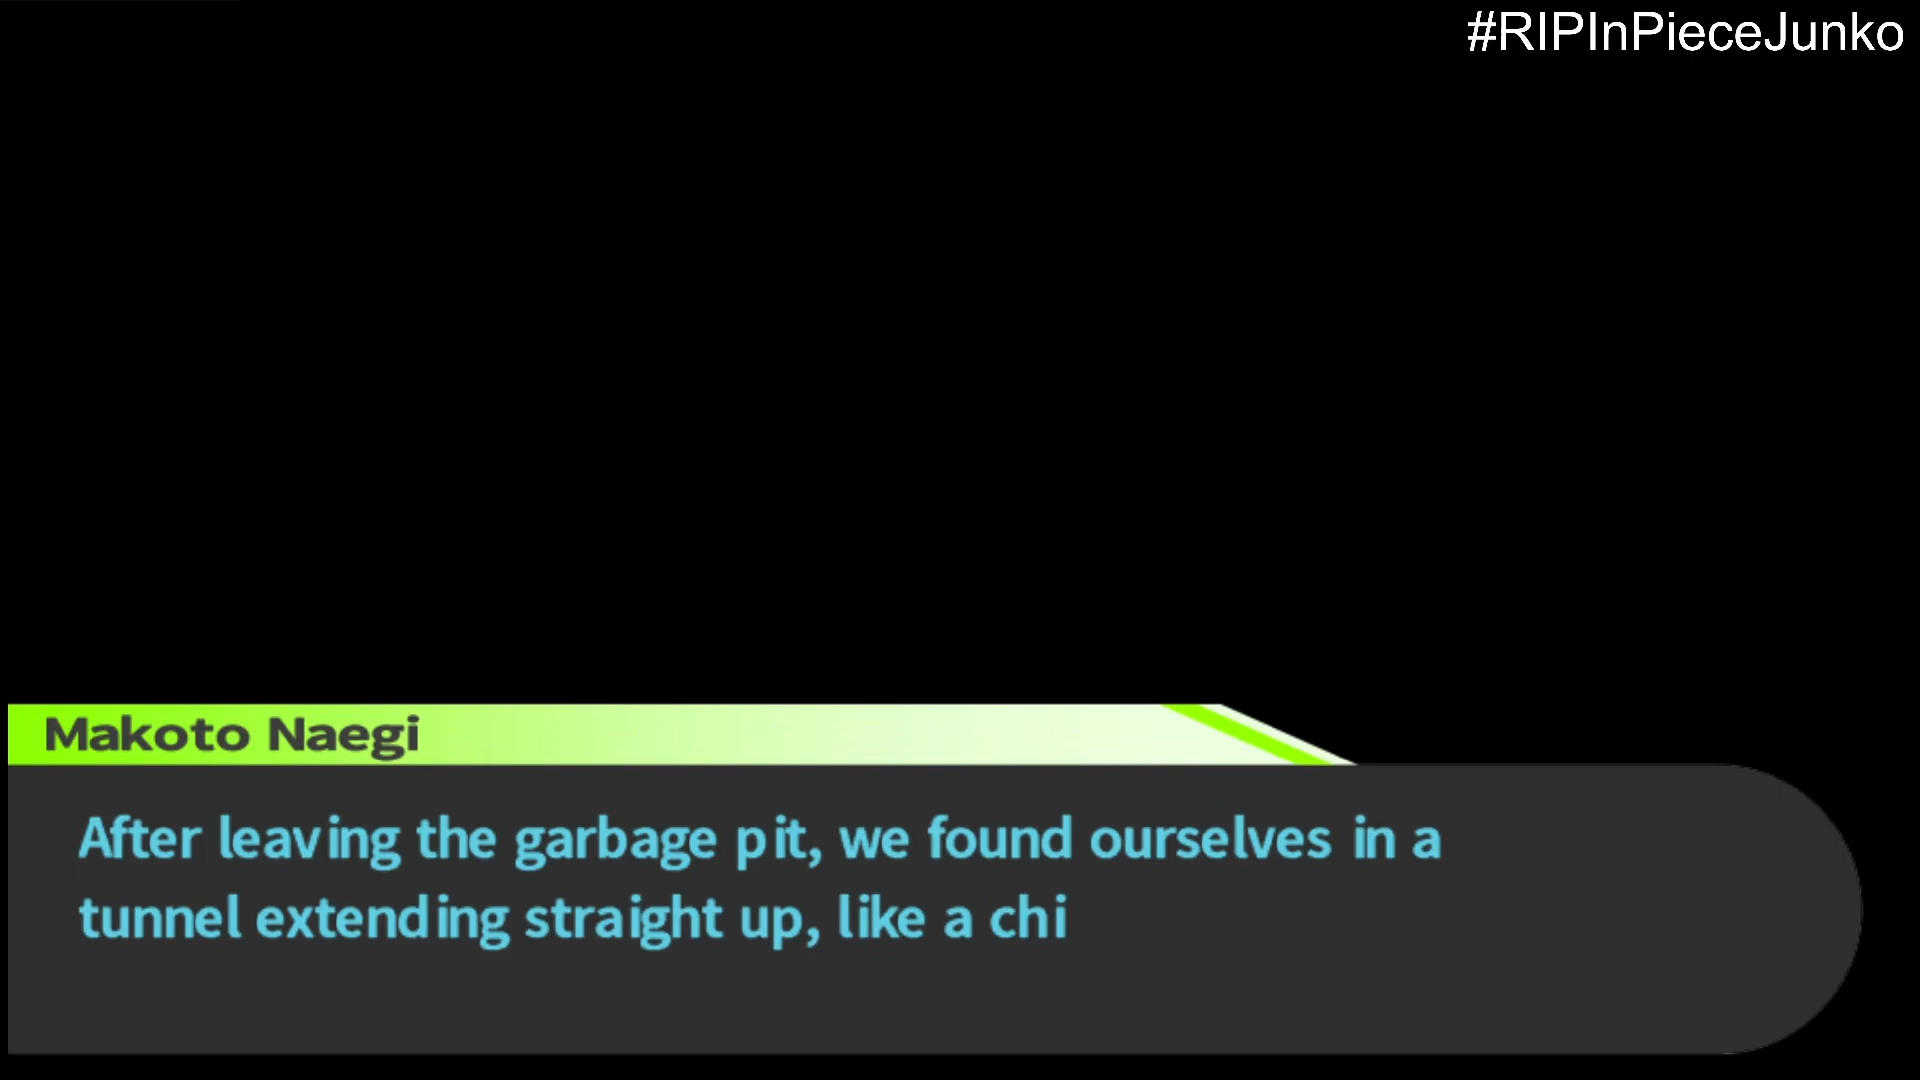 #RIPInPieceJunko
Makoto Naegi
After leaving the garbage pit, we found ourselves in a
tunnel extending straight up, like a chi